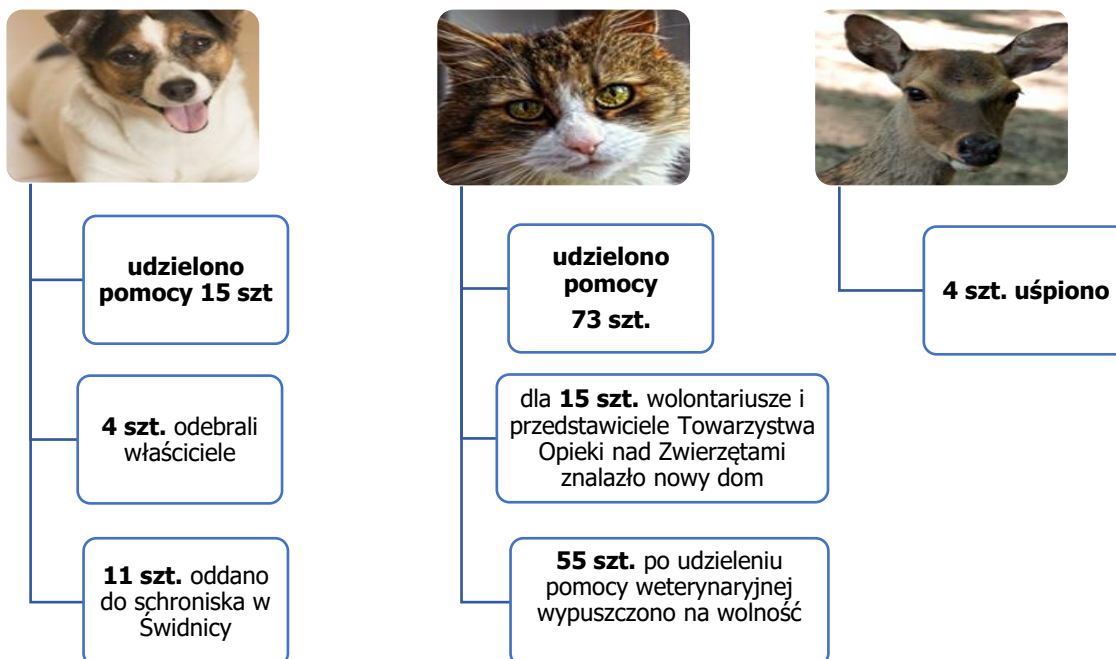 udzielono
pomocy 15 szt
4 szt. odebrali
właściciele
11 szt. oddano
do schroniska w
Świdnicy
udzielono
pomocy
73 szt.
dla 15 szt. wolontariusze i
przedstawiciele Towarzystwa
Opieki nad Zwierzętami
znalazło nowy dom
55 szt. po udzieleniu
pomocy weterynaryjnej
wypuszczono na wolność
4 szt. uśpiono